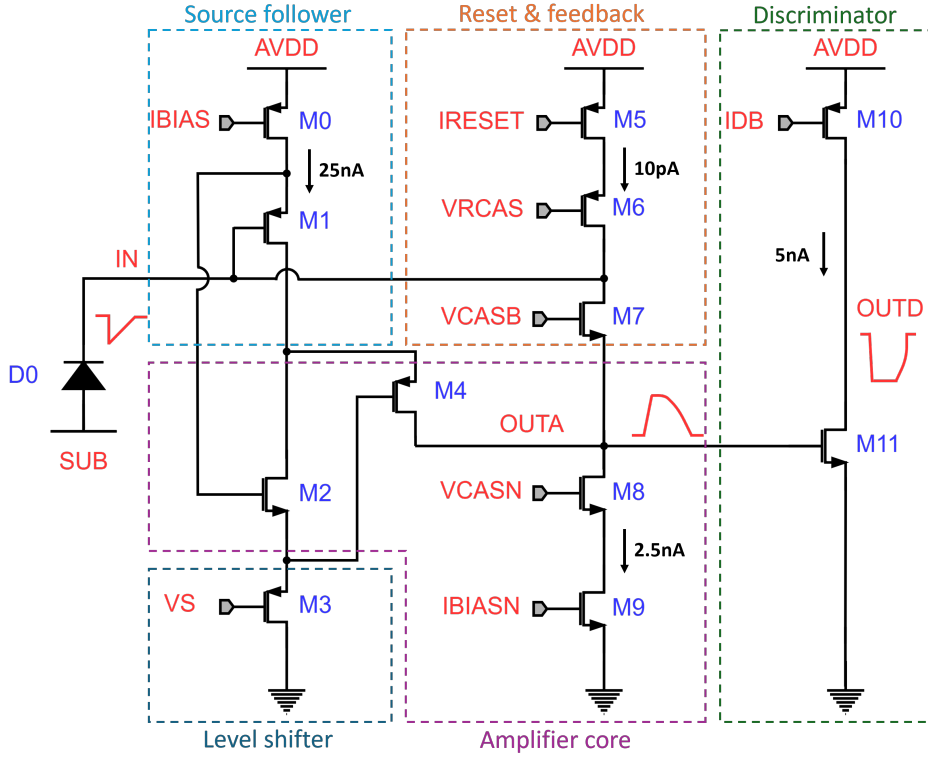 Source follower
Reset & feedback
Discriminator
AVDD
AVDD
AVDD
IBIAS
M0
IRESET
M5
IDB
M10
25nA
10pA
M1
VRCAS
M6
IN
5nA
VCASB
M7
OUTD
D0
M4
OUTA
M11
SUB
M2
VCASN
M8
2.5nA
VS
M3
IBIASN
M9
Level shifter
Amplifier core